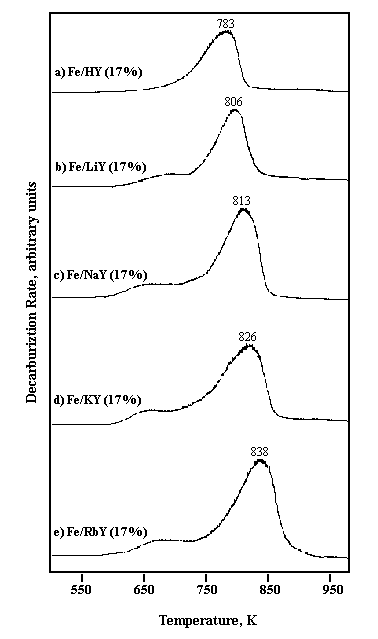 783
a) Fe/HY (17%)
806
b) Fe/LiY (17%)
813
c) Fe/NaY (17%)
826
d) Fe/KY (17%)
838
e) Fe/RbY (17%)
Decarburiztion Rate, arbitrary units
550 650 750 850 950
Temperature, K